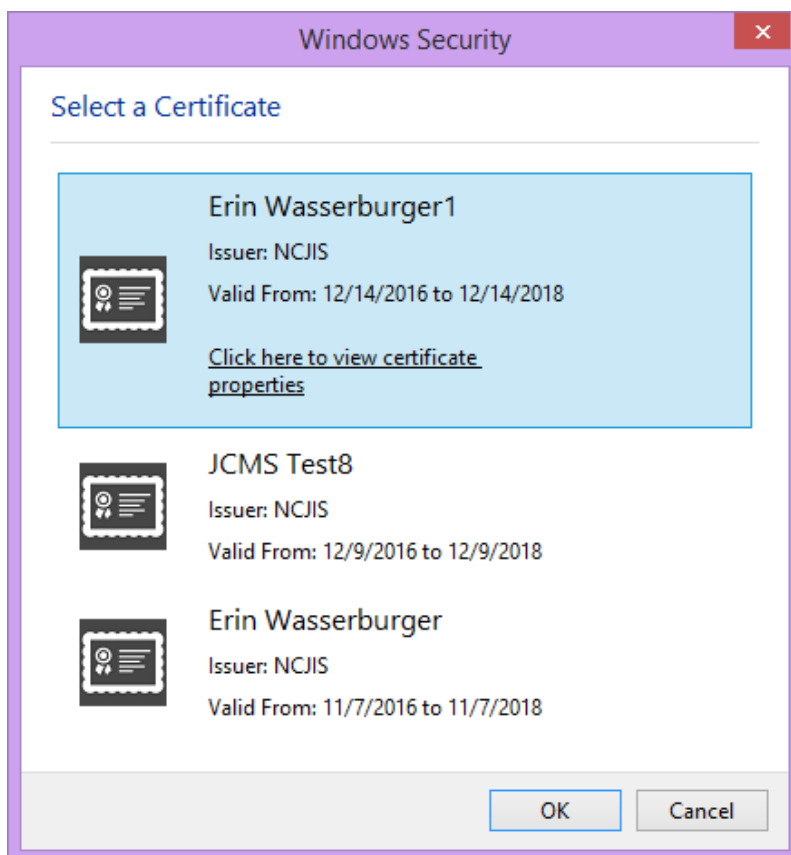 Windows Security
Select a Certificate
Erin Wasserburger1
Issuer: NCJIS
Valid From: 12/14/2016 to 12/14/2018
Click here to view certificate
properties
JCMS Test8
Issuer: NCJIS
Valid From: 12/9/2016 to 12/9/2018
Erin Wasserburger
Issuer: NCJIS
Valid From: 11/7/2016 to 11/7/2018
OK Cancel